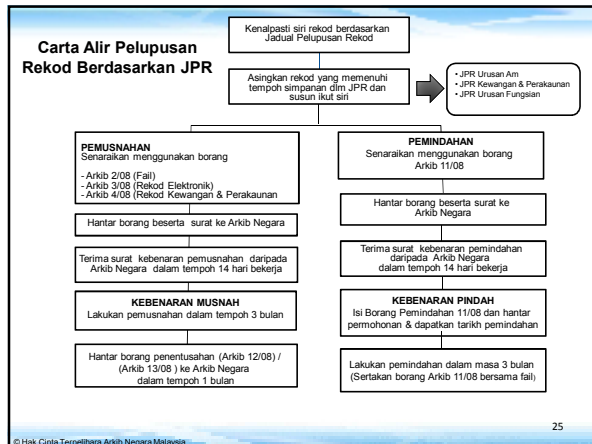 Carta Alir Pelupusan
Rekod Berdasarkan JPR
Kenalpasti siri rekod berdasarkan
Jadual Pelupusan Rekod
Asingkan rekod yang memenuhi
tempoh simpanan dlm JPR dan
susun ikut siri
• JPR Urusan Am
• JPR Kewangan & Perakaunan
• JPR Urusan Fungsian
PEMUSNAHAN
Senaraikan menggunakan borang
- Arkib 2/08 (Fail)
- Arkib 3/08 (Rekod Elektronik)
- Arkib 4/08 (Rekod Kewangan & Perakaunan
Hantar borang beserta surat ke Arkib Negara
Terima surat kebenaran pemusnahan daripada
Arkib Negara dalam tempoh 14 hari bekerja
KEBENARAN MUSNAH
Lakukan pemusnahan dalam tempoh 3 bulan
Hantar borang penentusahan (Arkib 12/08) /
(Arkib 13/08 ) ke Arkib Negara
dalam tempoh 1 bulan
PEMINDAHAN
Senaraikan menggunakan borang
Arkib 11/08
Hantar borang beserta surat ke
Arkib Negara
Terima surat kebenaran pemindahan
daripada Arkib Negara
dalam tempoh 14 hari bekerja
KEBENARAN PINDAH
Isi Borang Pemindahan 11/08 dan hantar
permohonan & dapatkan tarikh pemindahan
Lakukan pemindahan dalam masa 3 bulan
(Sertakan borang Arkib 11/08 bersama fail)
25
© Hak Cipta Terpelihara Arkib Negara Malaysia